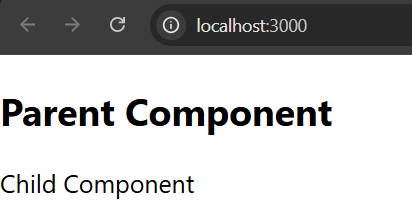 localhost:3000
Parent Component
Child Component